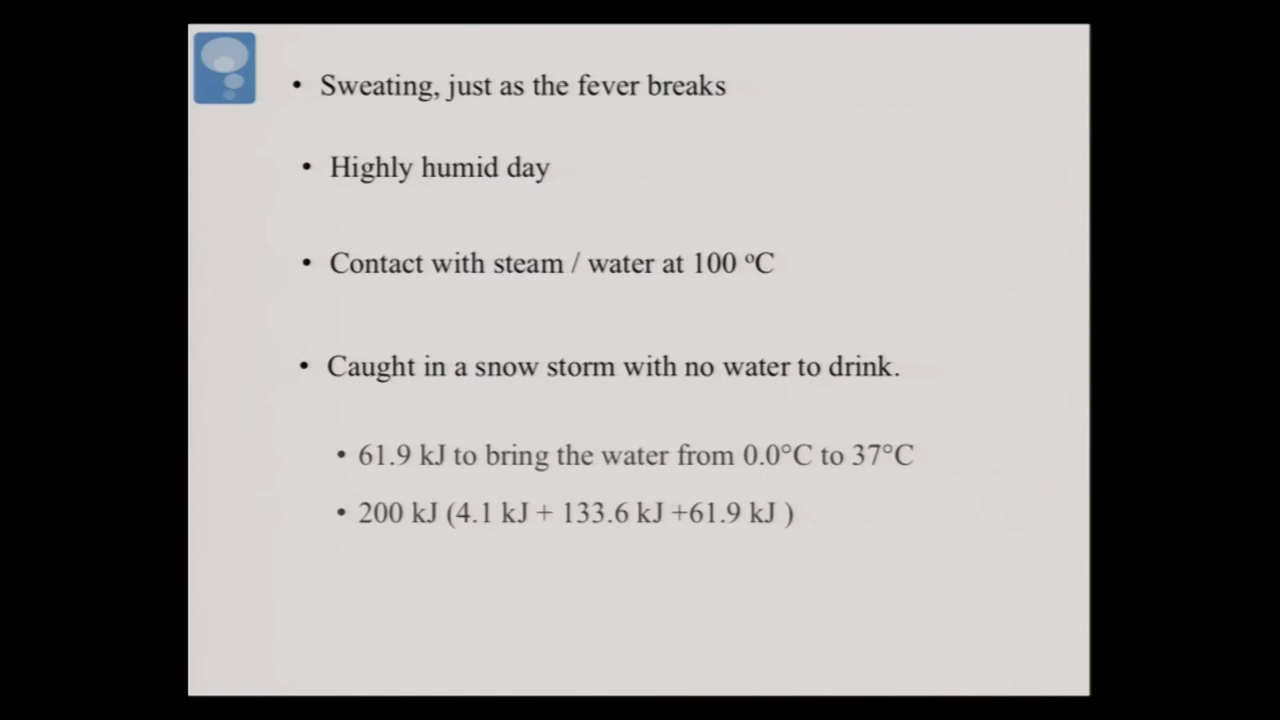 • Sweating, just as the fever breaks
• Highly humid day
• Contact with steam / water at 100 ºC
• Caught in a snow storm with no water to drink.
• 61.9 kJ to bring the water from 0.0°C to 37°C
• 200 kJ (4.1 kJ + 133.6 kJ +61.9 kJ )